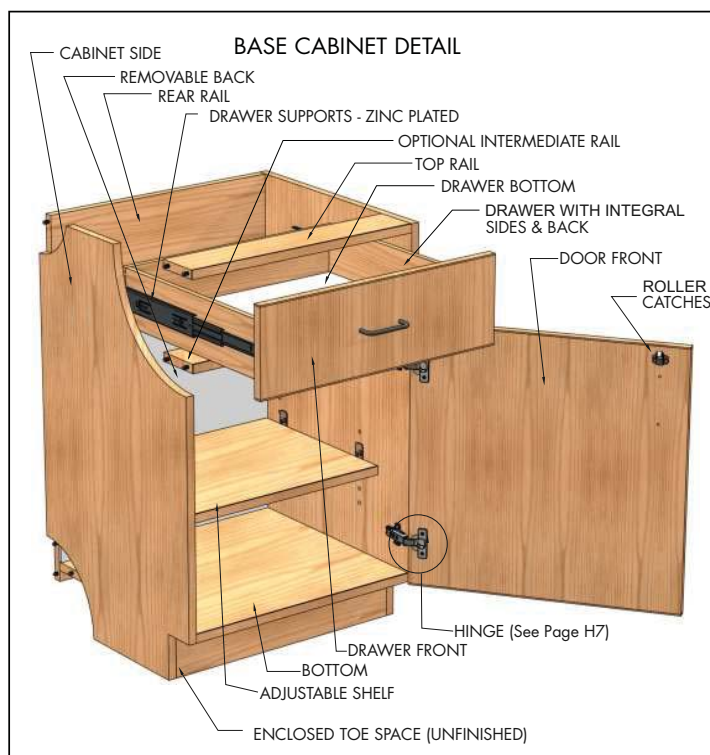 BASE CABINET DETAIL
CABINET SIDE
REMOVABLE BACK
REAR RAIL
DRAWER SUPPORTS - ZINC PLATED
OPTIONAL INTERMEDIATE RAIL
TOP RAIL
DRAWER BOTTOM
DRAWER WITH INTEGRAL
SIDES & BACK
DOOR FRONT
ROLLER
CATCHES
HINGE (See Page H7)
DRAWER FRONT
BOTTOM
ADJUSTABLE SHELF
ENCLOSED TOE SPACE (UNFINISHED)